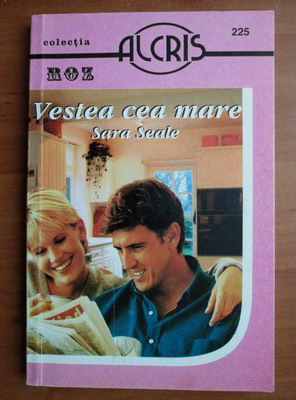 colecţia
ALCRIS
225
ROZ
Vestea cea mare
Sara Seale